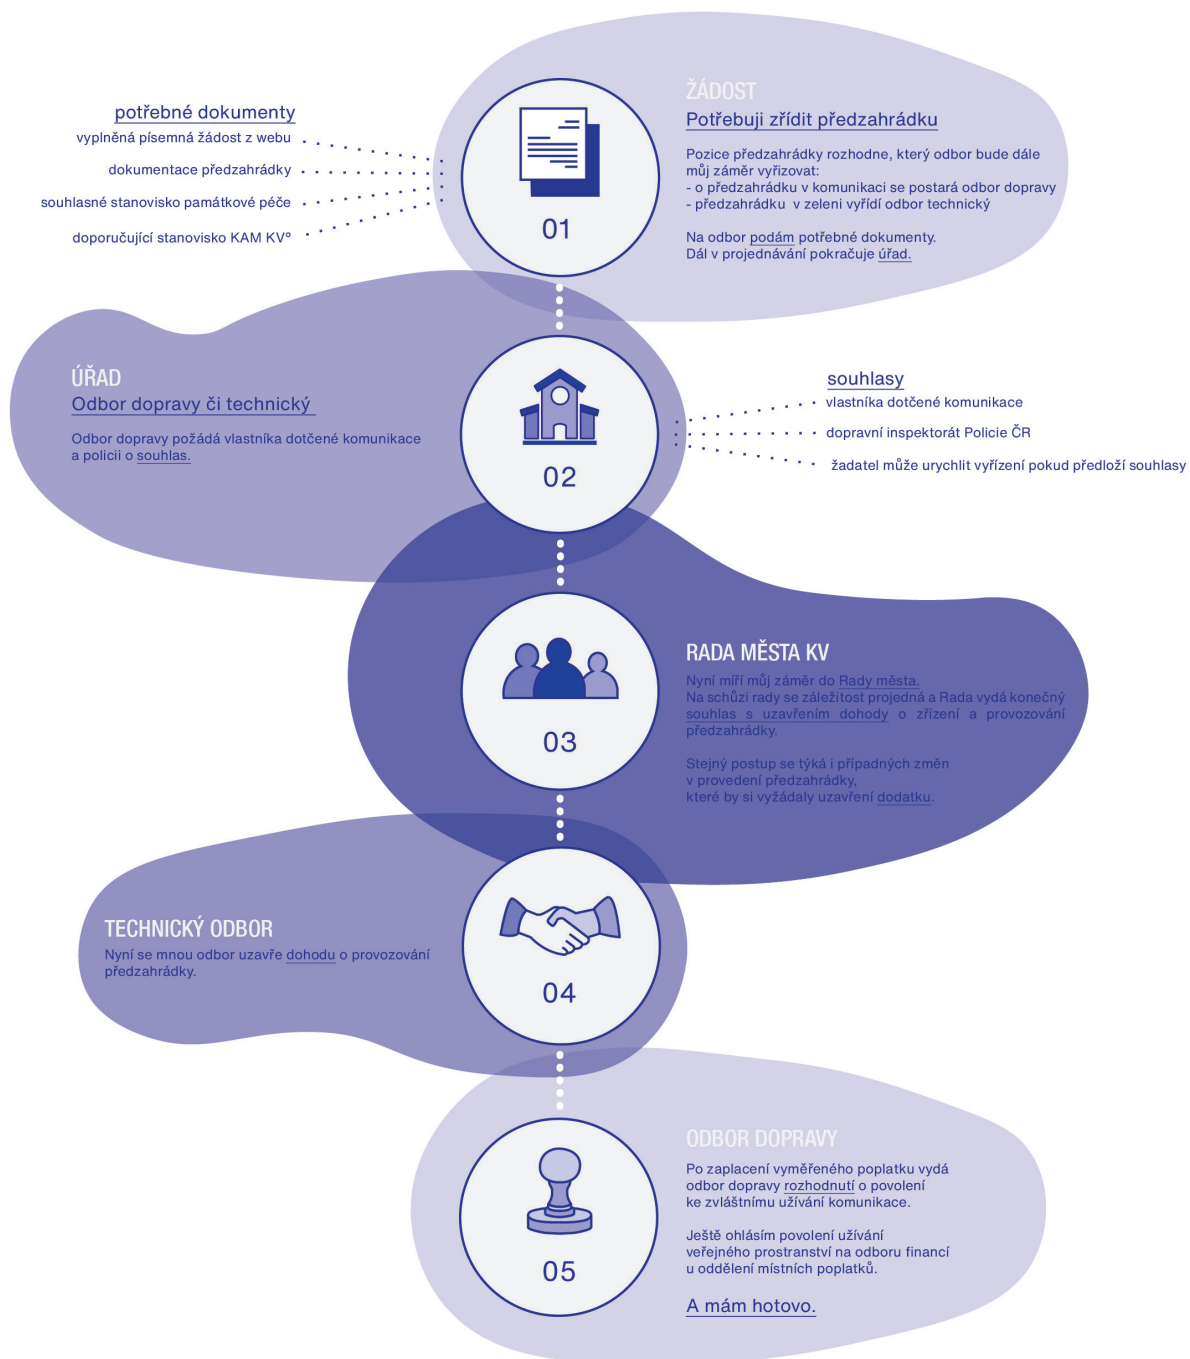 potřebné dokumenty
vyplněná písemná žádost z webu
dokumentace předzahrádky
souhlasné stanovisko památkové péče
doporučující stanovisko KAM KVº
01
ŽÁDOST
Potřebuji zřídit předzahrádku
Pozice předzahrádky rozhodne, který odbor bude dále
můj záměr vyřizovat:
- o předzahrádku v komunikaci se postará odbor dopravy
- předzahrádku v zeleni vyřídí odbor technický
Na odbor podám potřebné dokumenty.
Dál v projednávání pokračuje úřad.
ÚŘAD
Odbor dopravy či technický
Odbor dopravy požádá vlastníka dotčené komunikace
a policii o souhlas.
02
souhlasy
vlastníka dotčené komunikace
dopravní inspektorát Policie ČR
žadatel může urychlit vyřízení pokud předloží souhlasy
03
RADA MĚSTA KV
Nyní míří můj záměr do Rady města.
Na schůzi rady se záležitost projedná a Rada vydá konečný
souhlas s uzavřením dohody o zřízení a provozování
předzahrádky.
Stejný postup se týká i případných změn
v provedení předzahrádky,
které by si vyžádaly uzavření dodatku.
TECHNICKÝ ODBOR
Nyní se mnou odbor uzavře dohodu o provozování
předzahrádky.
04
05
ODBOR DOPRAVY
Po zaplacení vyměřeného poplatku vydá
odbor dopravy rozhodnutí o povolení
ke zvláštnímu užívání komunikace.
Ještě ohlásím povolení užívání
veřejného prostranství na odboru financí
u oddělení místních poplatků.
A mám hotovo.